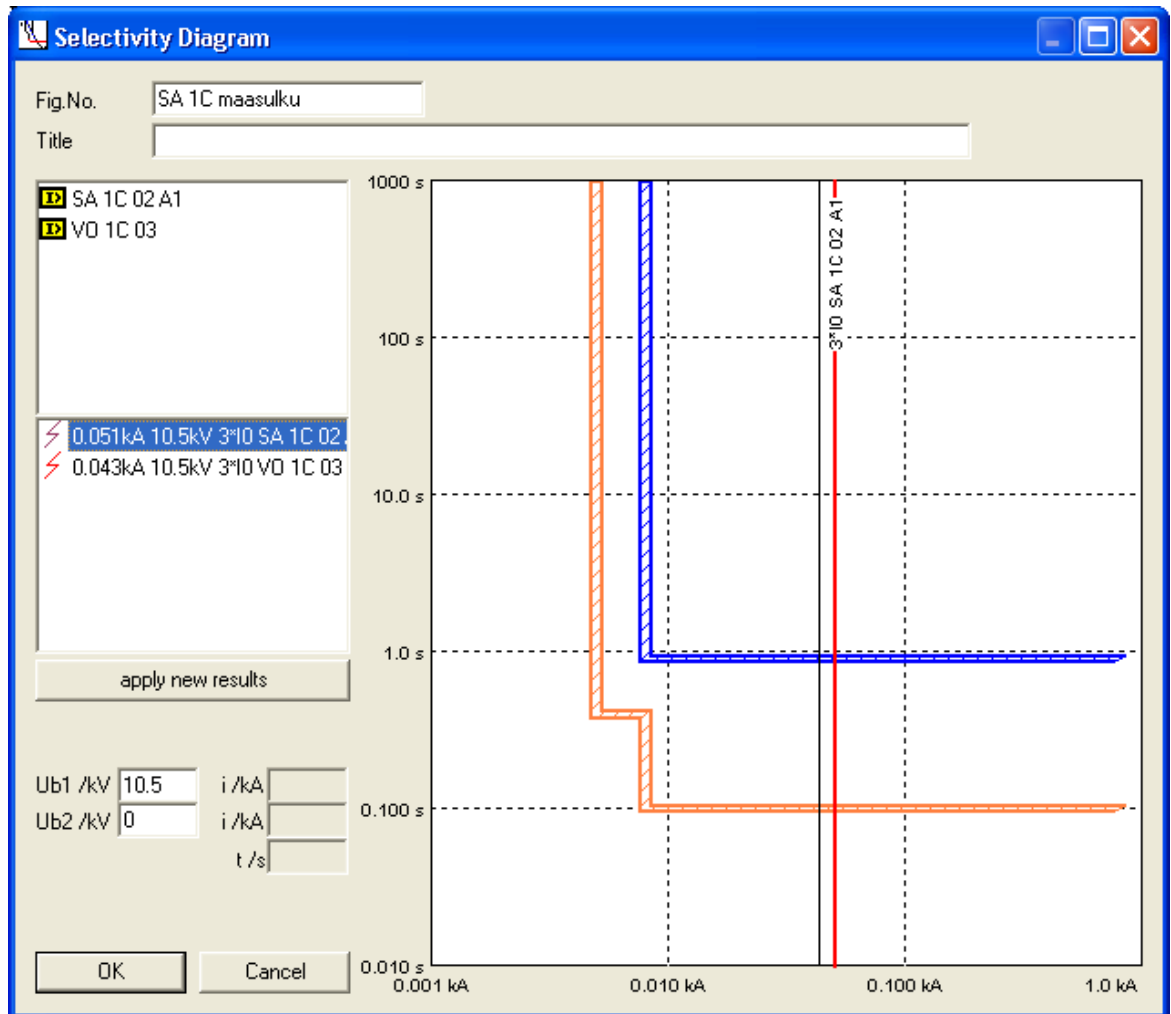 Selectivity Diagram
Fig.No. SA 1C maasulku
Title
SA 1C 02 A1
VO 1C 03
0.051kA 10.5kV 3*I0 SA 1C 02
0.043kA 10.5kV 3*I0 VO 1C 03
apply new results
Ub1 /kV 10.5 i /kA
Ub2 /kV 0 i /kA
t /s
OK Cancel
1000 s
100 s
10.0 s
1.0 s
0.100 s
0.010 s
0.001 kA 0.010 kA 0.100 kA 1.0 kA
3*I0 SA 1C 02 A1